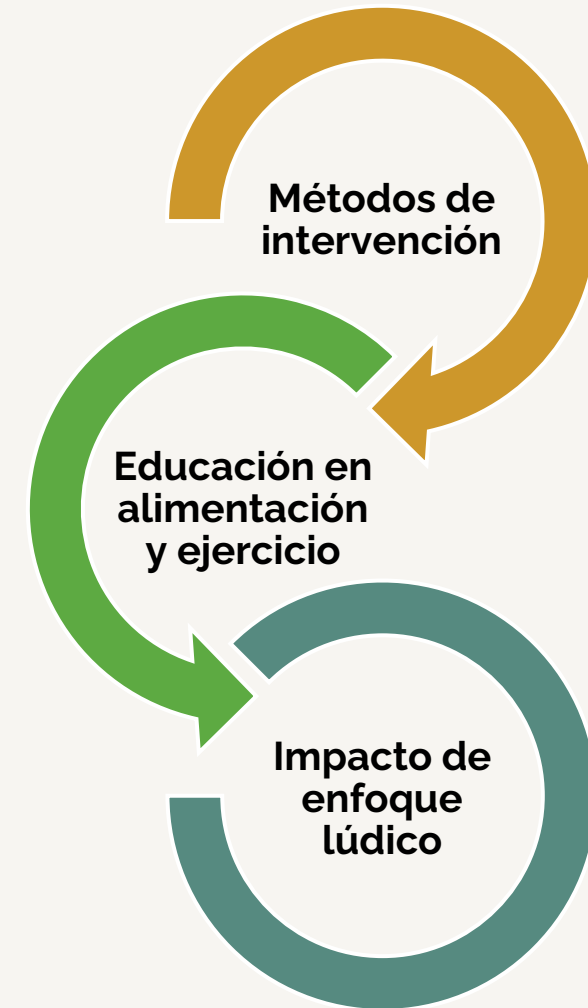 Métodos de
intervención
Educación en
alimentación
y ejercicio
Impacto de
enfoque
lúdico